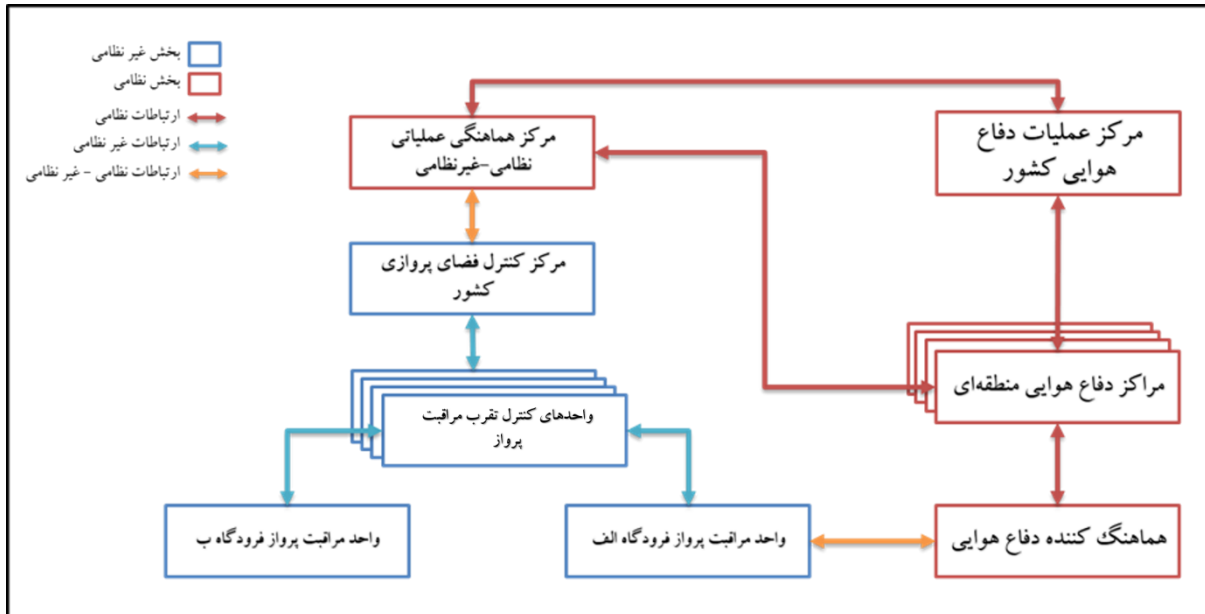 بخش غیر نظامی
بخش نظامی
ارتباطات نظامی
ارتباطات غیر نظامی
ارتباطات نظامی - غیر نظامی
مرکز عملیات دفاع
هوایی کشور
مرکز هماهنگی عملیاتی
نظامی-غیرنظامی
مرکز کنترل فضای پروازی
کشور
مراکز دفاع هوایی منطقه‌ای
واحدهای کنترل تقرب مراقبت
پرواز
هماهنگ کننده دفاع هوایی
واحد مراقبت پرواز فرودگاه الف
واحد مراقبت پرواز فرودگاه ب